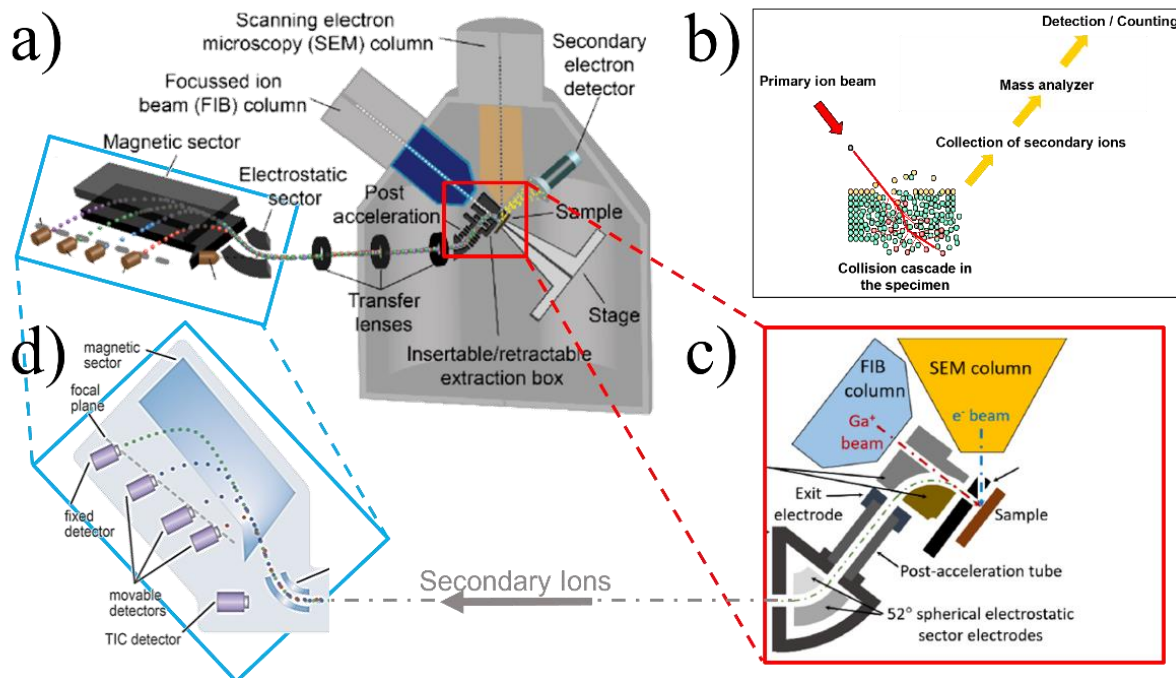 a)
Scanning electron
microscopy (SEM) column
Focussed ion
beam (FIB) column
Secondary
electron
detector
Magnetic sector
Electrostatic
sector
Post
acceleration
Sample
Transfer
lenses
Stage
Insertable/retractable
extraction box
b)
Detection / Counting
Primary ion beam
Mass analyzer
Collection of secondary ions
Collision cascade in
the specimen
c)
FIB
column
SEM column
Ga⁺
beam
e⁻ beam
Exit
electrode
Sample
Post-acceleration tube
52° spherical electrostatic
sector electrodes
d)
magnetic
sector
focal
plane
fixed
detector
movable
detectors
TIC detector
Secondary Ions